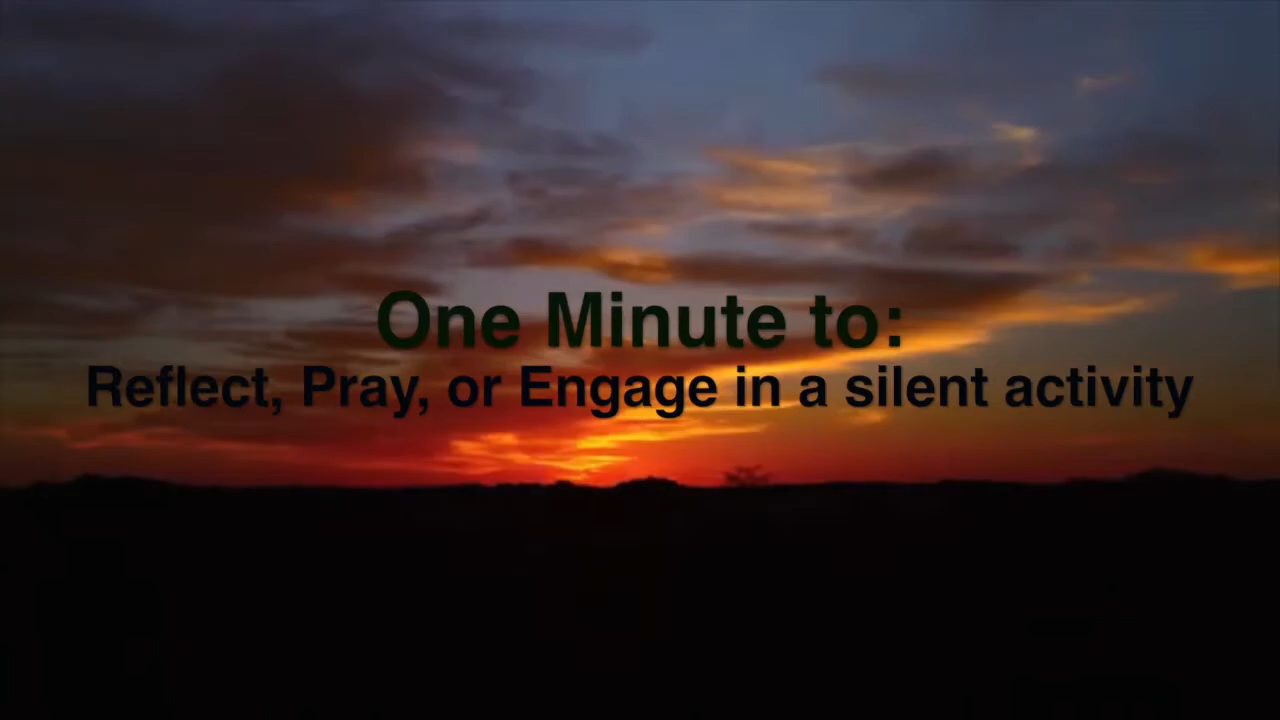 One Minute to:
Reflect, Pray, or Engage in a silent activity